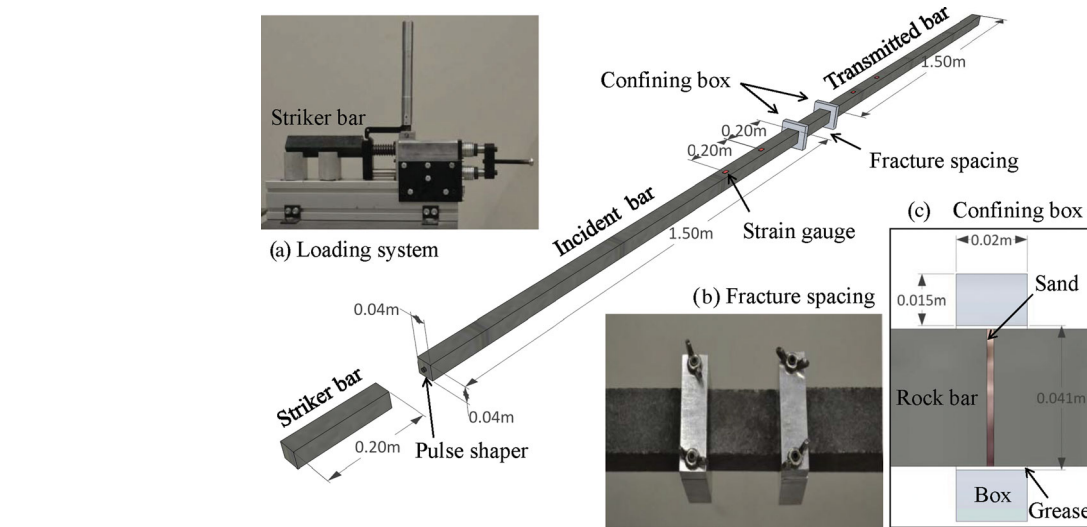 Striker bar
(a) Loading system
Confining box
Transmitted bar
1.50m
0.20m
0.20m
Fracture spacing
Incident bar
1.50m
Strain gauge
0.04m
0.04m
Striker bar
0.20m
Pulse shaper
(b) Fracture spacing
(c) Confining box
0.02m
Sand
0.015m
Rock bar
0.041m
Box
Grease